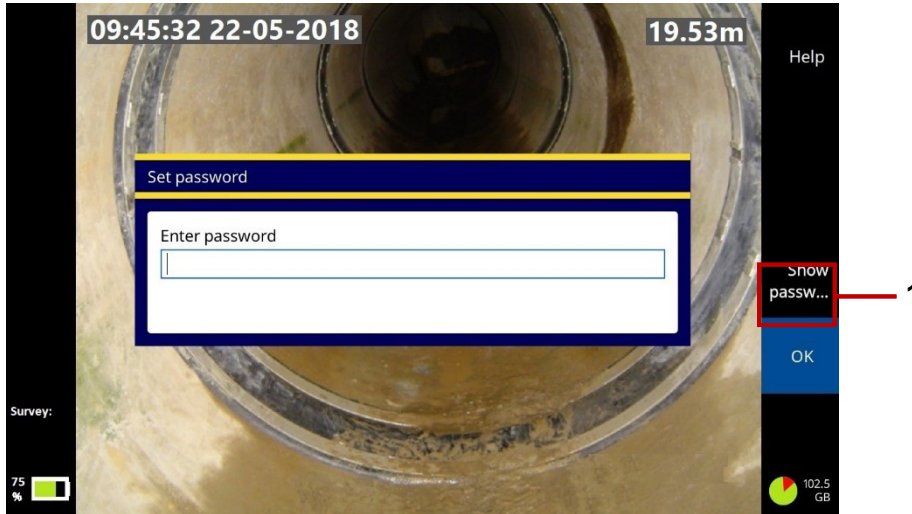 09:45:32 22-05-2018
19.53m
Help
Set password
Enter password
Show
passw...
OK
Survey:
75
%
102.5
GB